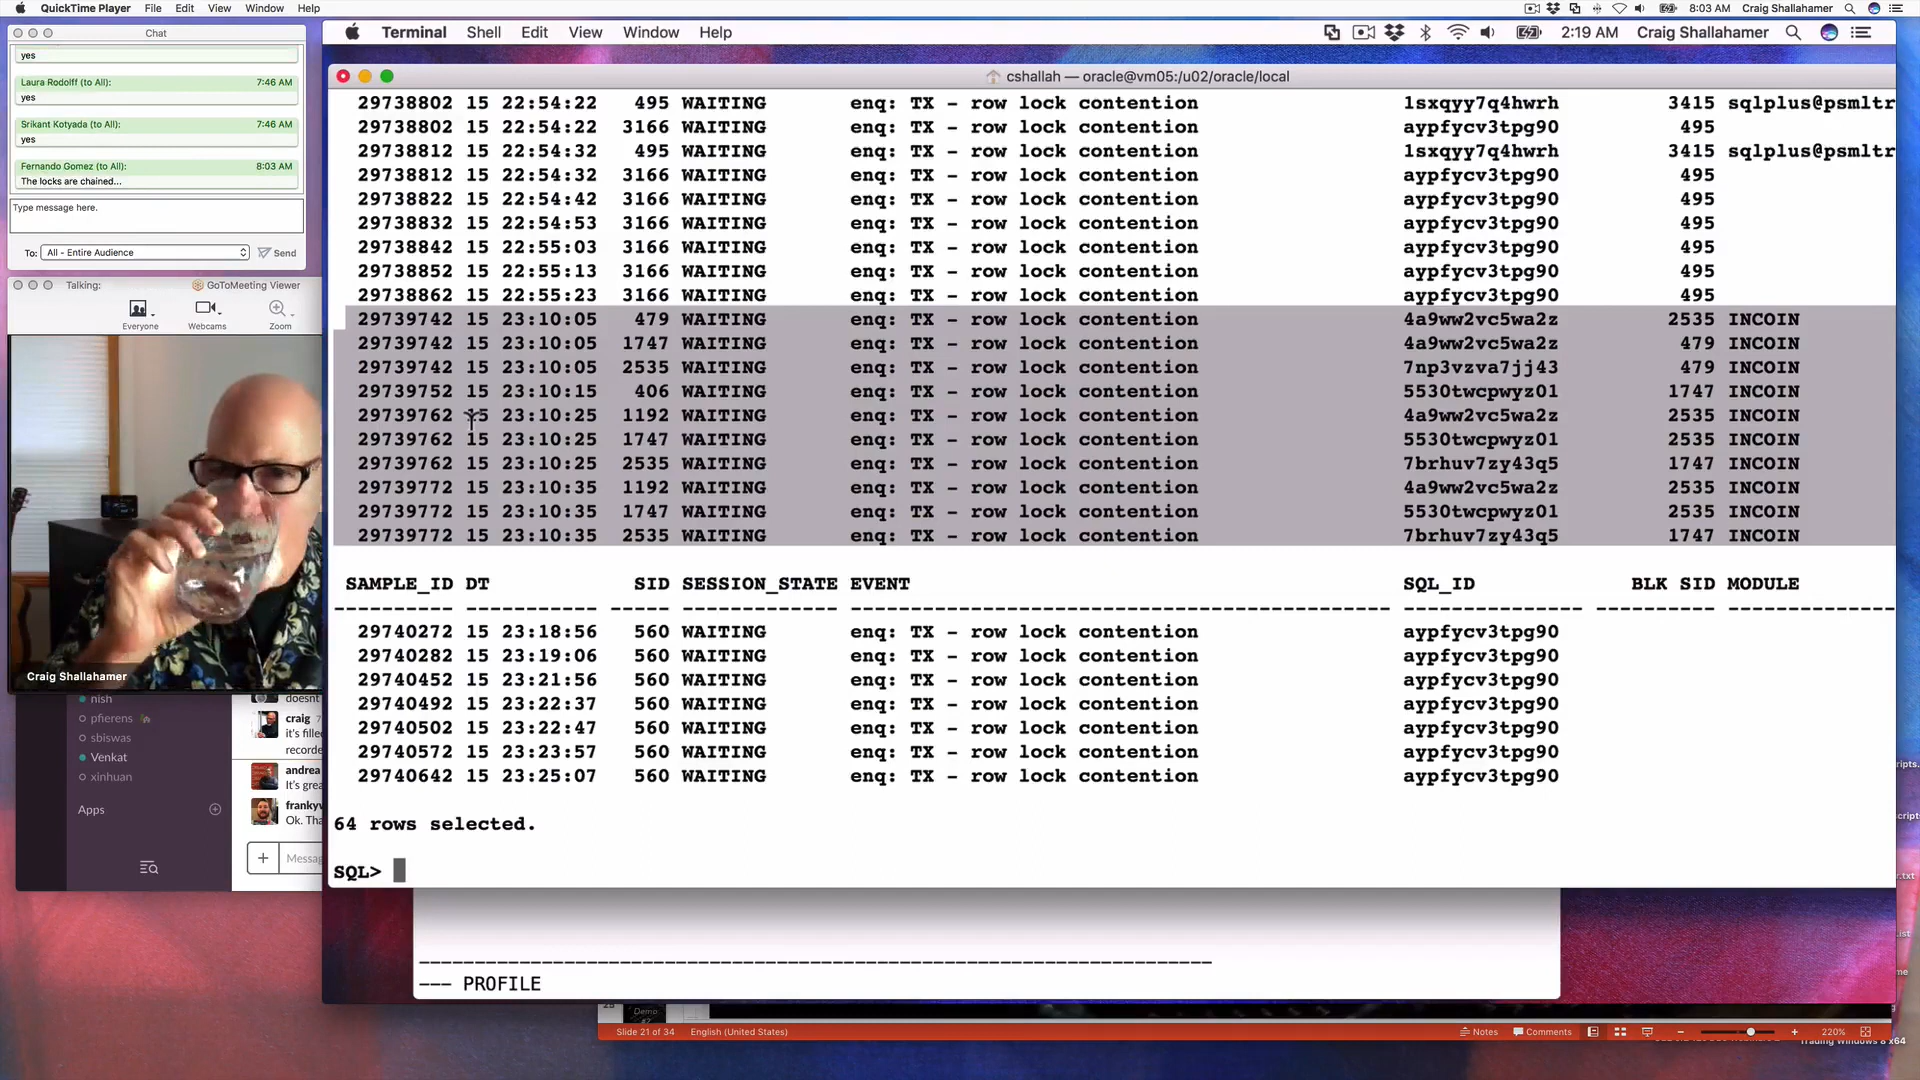 QuickTime Player File Edit View Window Help
8:03 AM Craig Shallahamer
Chat
yes
Laura Rodolff (to All): 7:46 AM
yes
Srikant Kotyada (to All): 7:46 AM
yes
Fernando Gomez (to All): 8:03 AM
The locks are chained...
Type message here.
To: All - Entire Audience Send
Talking: GoToMeeting Viewer
Everyone Webcams Zoom
Craig Shallahamer
nish
pfierens
sbiswas
Venkat
xinhuan
Apps
doesnt
craig 7
it's fille
recorde
andrea
It's grea
frankyv
Ok. Tha
Messa
Terminal Shell Edit View Window Help
2:19 AM Craig Shallahamer
cshallah — oracle@vm05:/u02/oracle/local
29738802 15 22:54:22 495 WAITING enq: TX - row lock contention 1sxqyy7q4hwrh 3415 sqlplus@psmltr
29738802 15 22:54:22 3166 WAITING enq: TX - row lock contention aypfycv3tpg90 495
29738812 15 22:54:32 495 WAITING enq: TX - row lock contention 1sxqyy7q4hwrh 3415 sqlplus@psmltr
29738812 15 22:54:32 3166 WAITING enq: TX - row lock contention aypfycv3tpg90 495
29738822 15 22:54:42 3166 WAITING enq: TX - row lock contention aypfycv3tpg90 495
29738832 15 22:54:53 3166 WAITING enq: TX - row lock contention aypfycv3tpg90 495
29738842 15 22:55:03 3166 WAITING enq: TX - row lock contention aypfycv3tpg90 495
29738852 15 22:55:13 3166 WAITING enq: TX - row lock contention aypfycv3tpg90 495
29738862 15 22:55:23 3166 WAITING enq: TX - row lock contention aypfycv3tpg90 495
29739742 15 23:10:05 479 WAITING enq: TX - row lock contention 4a9ww2vc5wa2z 2535 INCOIN
29739742 15 23:10:05 1747 WAITING enq: TX - row lock contention 4a9ww2vc5wa2z 479 INCOIN
29739742 15 23:10:05 2535 WAITING enq: TX - row lock contention 7np3vzva7jj43 479 INCOIN
29739752 15 23:10:15 406 WAITING enq: TX - row lock contention 5530twcpwyz01 1747 INCOIN
29739762 15 23:10:25 1192 WAITING enq: TX - row lock contention 4a9ww2vc5wa2z 2535 INCOIN
29739762 15 23:10:25 1747 WAITING enq: TX - row lock contention 5530twcpwyz01 2535 INCOIN
29739762 15 23:10:25 2535 WAITING enq: TX - row lock contention 7brhuv7zy43q5 1747 INCOIN
29739772 15 23:10:35 1192 WAITING enq: TX - row lock contention 4a9ww2vc5wa2z 2535 INCOIN
29739772 15 23:10:35 1747 WAITING enq: TX - row lock contention 5530twcpwyz01 2535 INCOIN
29739772 15 23:10:35 2535 WAITING enq: TX - row lock contention 7brhuv7zy43q5 1747 INCOIN
SAMPLE_ID DT SID SESSION_STATE EVENT SQL_ID BLK SID MODULE
29740272 15 23:18:56 560 WAITING enq: TX - row lock contention aypfycv3tpg90
29740282 15 23:19:06 560 WAITING enq: TX - row lock contention aypfycv3tpg90
29740452 15 23:21:56 560 WAITING enq: TX - row lock contention aypfycv3tpg90
29740492 15 23:22:37 560 WAITING enq: TX - row lock contention aypfycv3tpg90
29740502 15 23:22:47 560 WAITING enq: TX - row lock contention aypfycv3tpg90
29740572 15 23:23:57 560 WAITING enq: TX - row lock contention aypfycv3tpg90
29740642 15 23:25:07 560 WAITING enq: TX - row lock contention aypfycv3tpg90
64 rows selected.
SQL>
--- PROFILE
Demo
Slide 21 of 34 English (United States) Notes Comments 220%
Trading Windows 8 x64